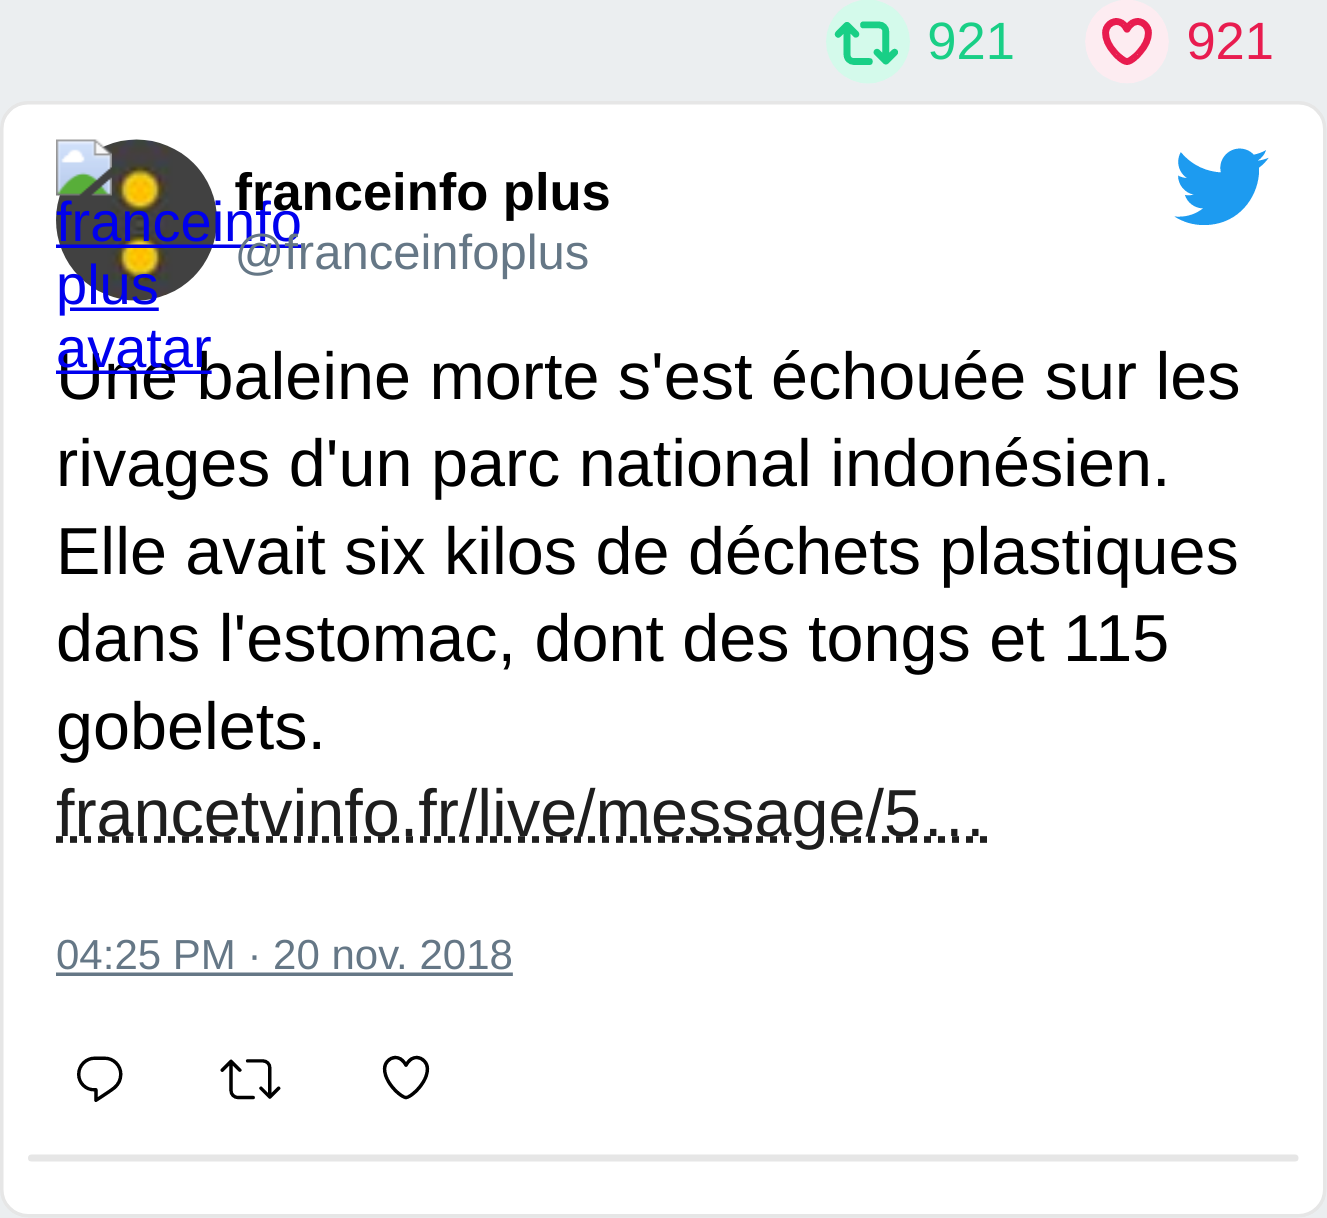 921 921
franceinfo plus
@franceinfoplus
franceinfo
plus
avatar
Une baleine morte s'est échouée sur les
rivages d'un parc national indonésien.
Elle avait six kilos de déchets plastiques
dans l'estomac, dont des tongs et 115
gobelets.
francetvinfo.fr/live/message/5…
04:25 PM · 20 nov. 2018